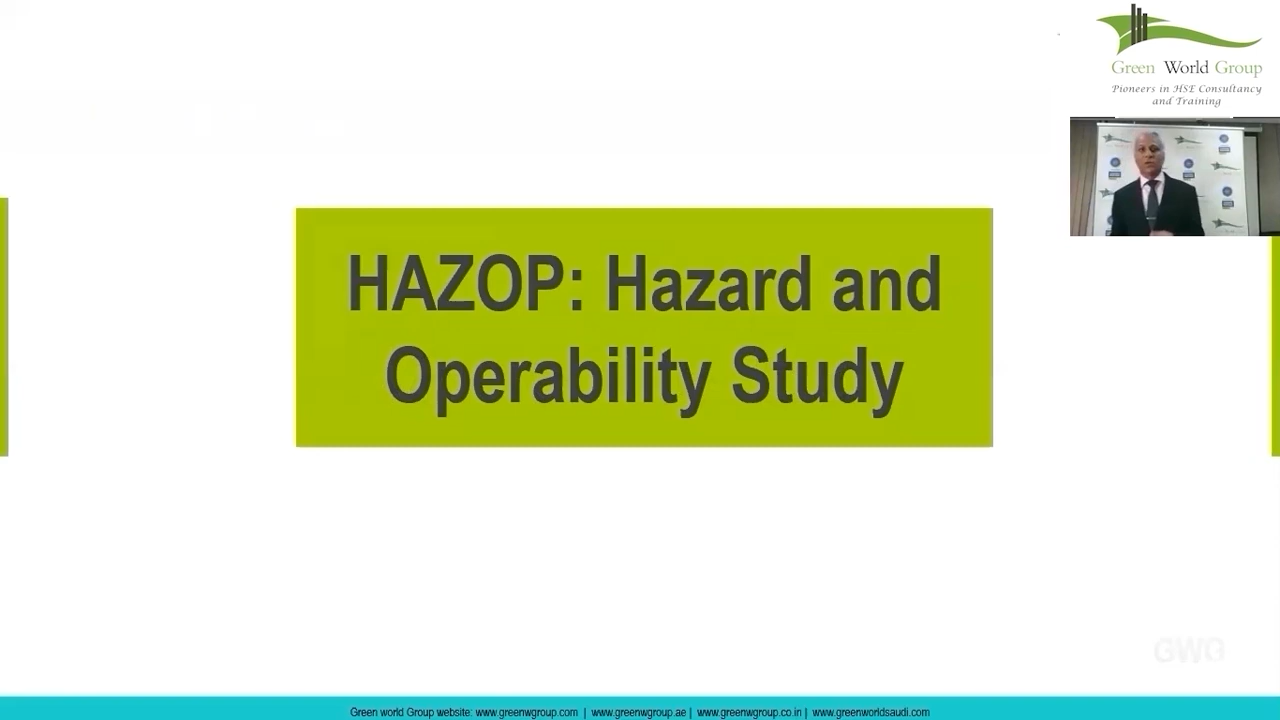 Green World Group
Pioneers in HSE Consultancy
and Training
HAZOP: Hazard and
Operability Study
GWG
Green world Group website: www.greenwgroup.com | www.greenwgroup.ae | www.greenwgroup.co.in | www.greenworldsaudi.com